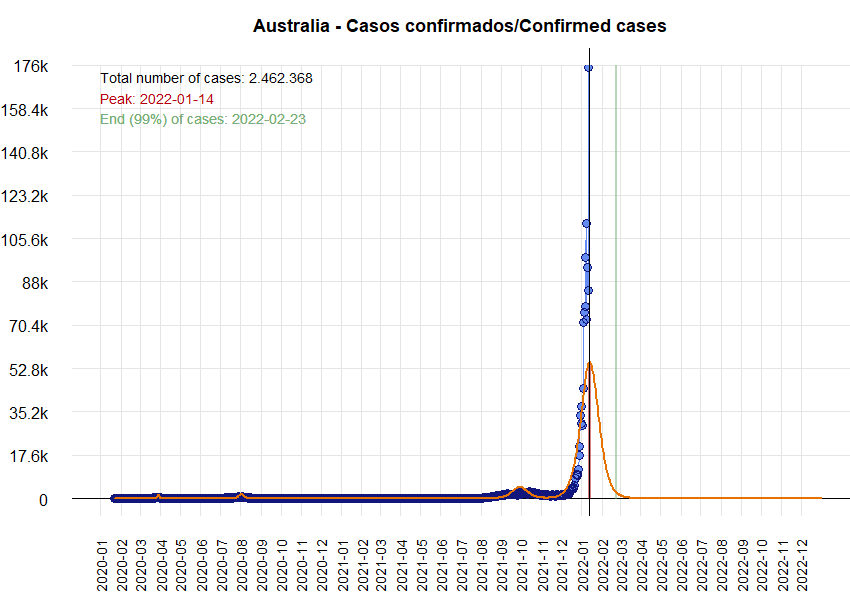 Australia - Casos confirmados/Confirmed cases
176k
Total number of cases: 2.462.368
Peak: 2022-01-14
158.4k
End (99%) of cases: 2022-02-23
140.8k
123.2k
105.6k
88k
70.4k
52.8k
35.2k
17.6k
0
2020-01
2020-02
2020-03
2020-04
2020-05
2020-06
2020-07
2020-08
2020-09
2020-10
2020-11
2020-12
2021-01
2021-02
2021-03
2021-04
2021-05
2021-06
2021-07
2021-08
2021-09
2021-10
2021-11
2021-12
2022-01
2022-02
2022-03
2022-04
2022-05
2022-06
2022-07
2022-08
2022-09
2022-10
2022-11
2022-12